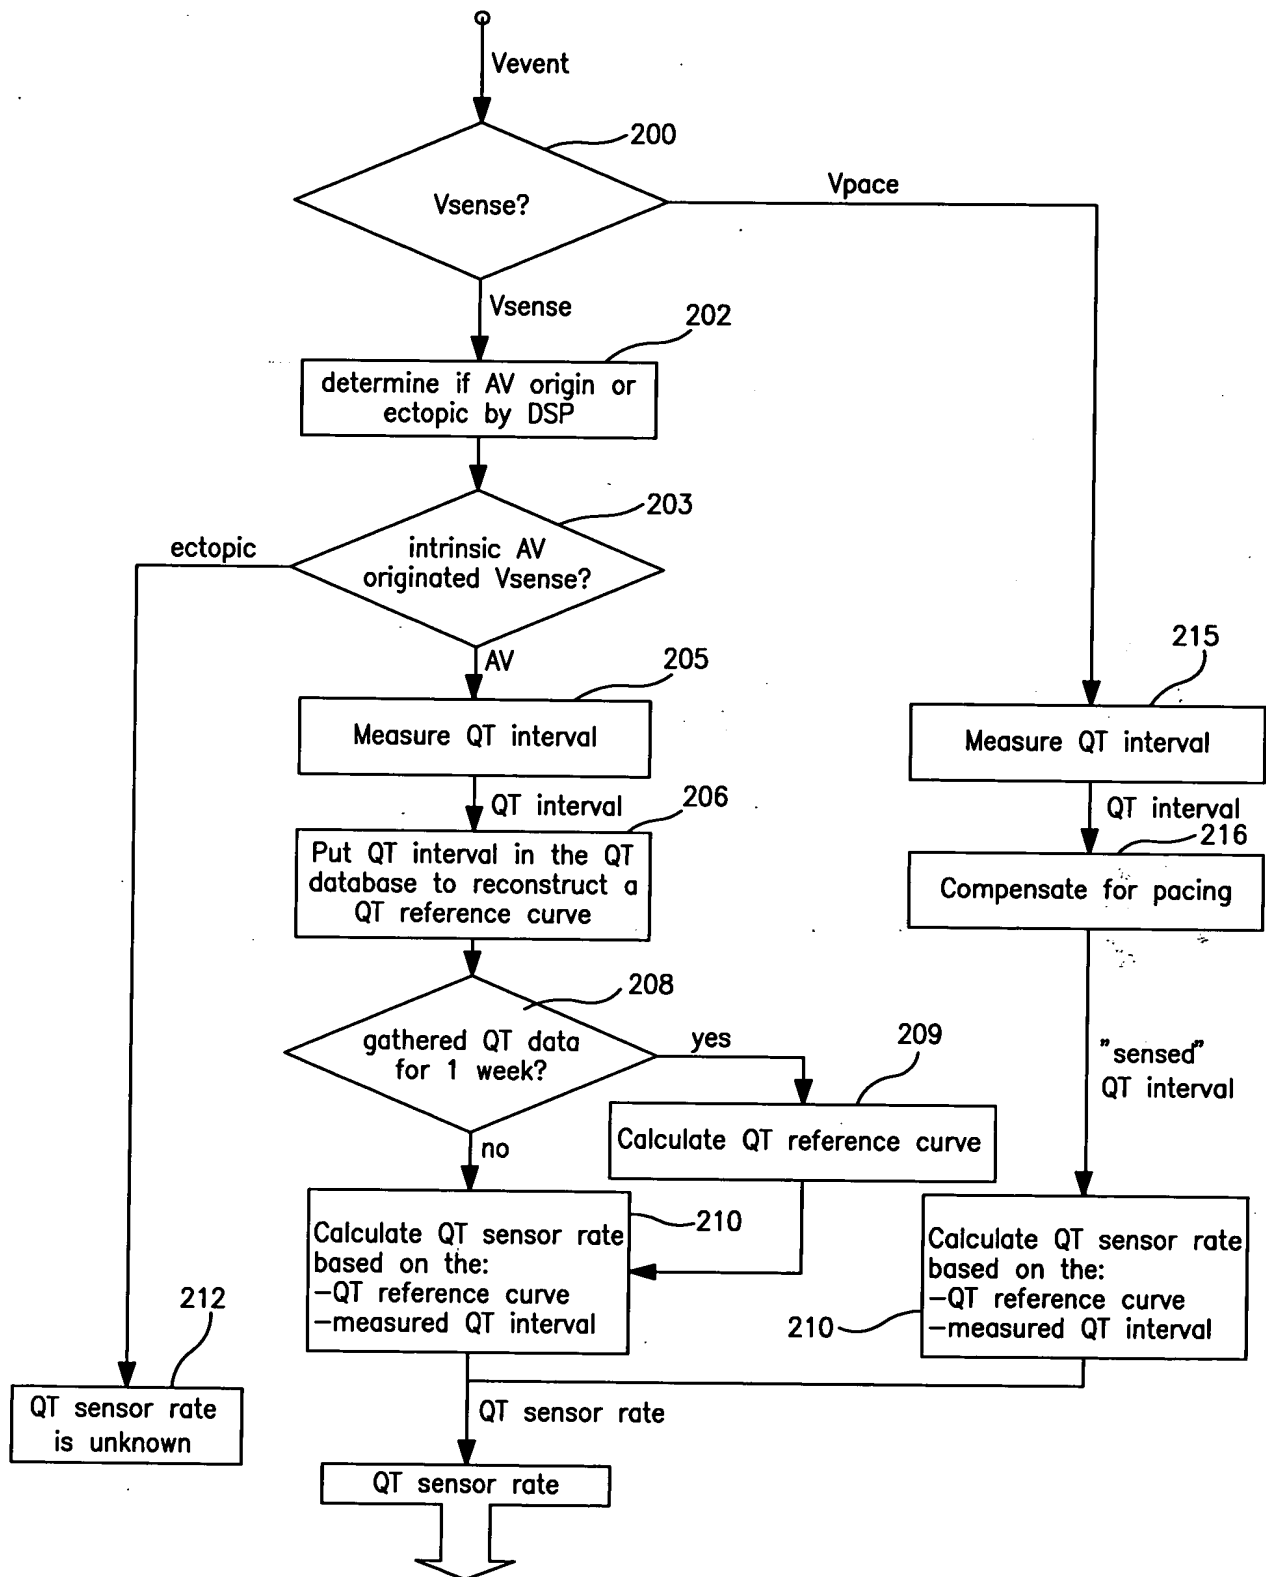 Vevent
200
Vsense?
Vpace
Vsense
202
determine if AV origin or
ectopic by DSP
203
ectopic
intrinsic AV
originated Vsense?
AV
205
Measure QT interval
215
Measure QT interval
QT interval
206
QT interval
216
Put QT interval in the QT
database to reconstruct a
QT reference curve
Compensate for pacing
208
gathered QT data
for 1 week?
yes
209
"sensed"
QT interval
no
Calculate QT reference curve
Calculate QT sensor rate
based on the:
-QT reference curve
-measured QT interval
210
Calculate QT sensor rate
based on the:
-QT reference curve
-measured QT interval
210
212
QT sensor rate
is unknown
QT sensor rate
QT sensor rate